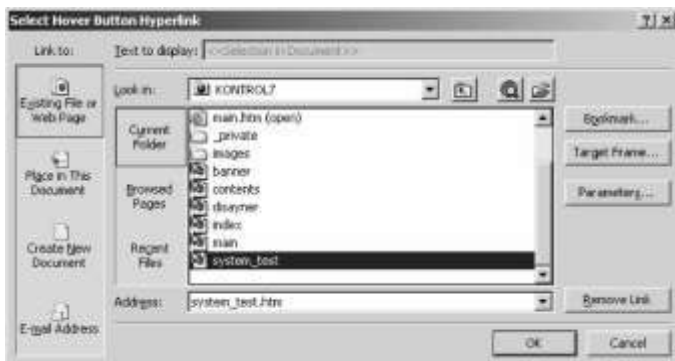 Select Hover Button Hyperlink
Link to:
Text to display: <<Selection in Document>>
Existing File or
Web Page
Place in This
Document
Create New
Document
E-mail Address
Look in:
KONTROL7
Current
Folder
Browsed
Pages
Recent
Files
main.htm (open)
_private
images
banner
contents
disayner
index
main
system_test
Address:
system_test.htm
Bookmark...
Target Frame...
Parameters...
Remove Link
OK
Cancel